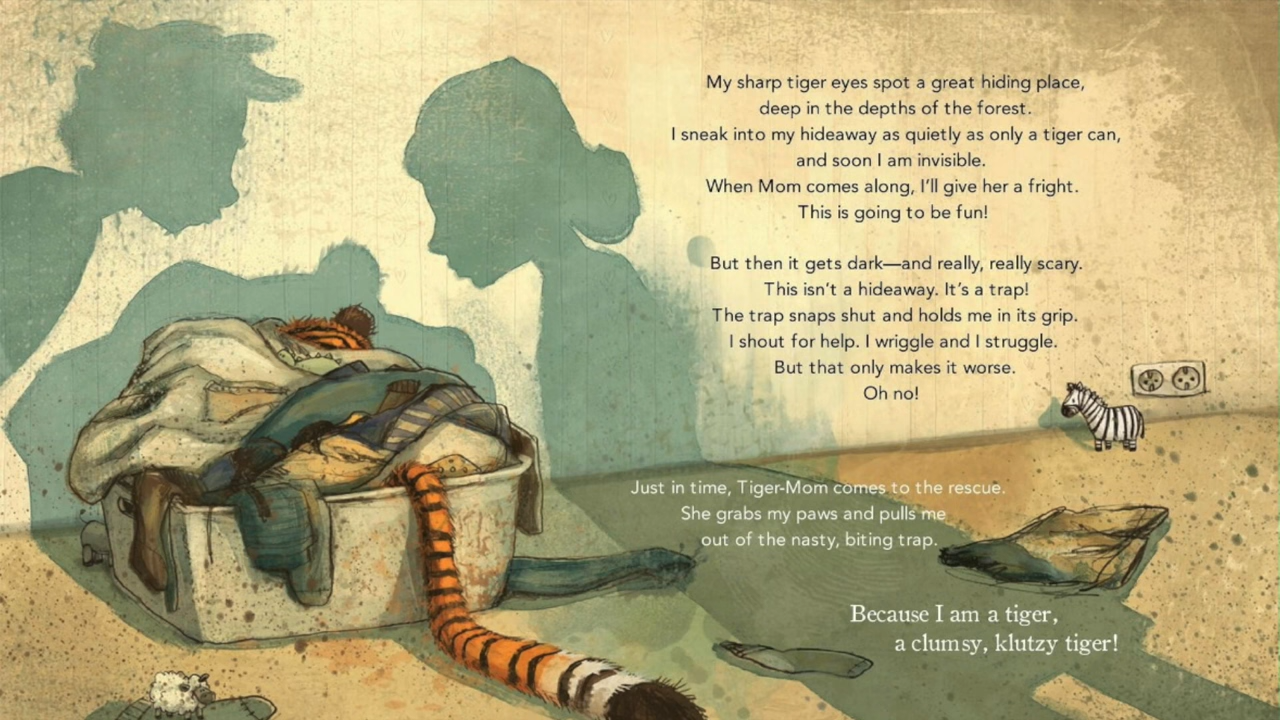 My sharp tiger eyes spot a great hiding place,
deep in the depths of the forest.
I sneak into my hideaway as quietly as only a tiger can,
and soon I am invisible.
When Mom comes along, I’ll give her a fright.
This is going to be fun!
But then it gets dark—and really, really scary.
This isn’t a hideaway. It’s a trap!
The trap snaps shut and holds me in its grip.
I shout for help. I wriggle and I struggle.
But that only makes it worse.
Oh no!
Just in time, Tiger-Mom comes to the rescue.
She grabs my paws and pulls me
out of the nasty, biting trap.
Because I am a tiger,
a clumsy, klutzy tiger!